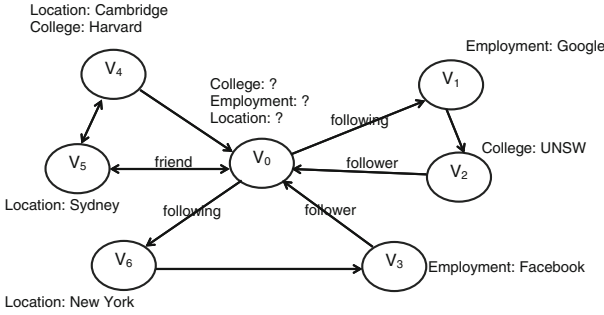 Location: Cambridge
College: Harvard
Employment: Google
V4
College: ?
Employment: ?
Location: ?
V1
following
College: UNSW
V5
friend
V0
follower
V2
Location: Sydney
following
follower
V6
V3
Employment: Facebook
Location: New York